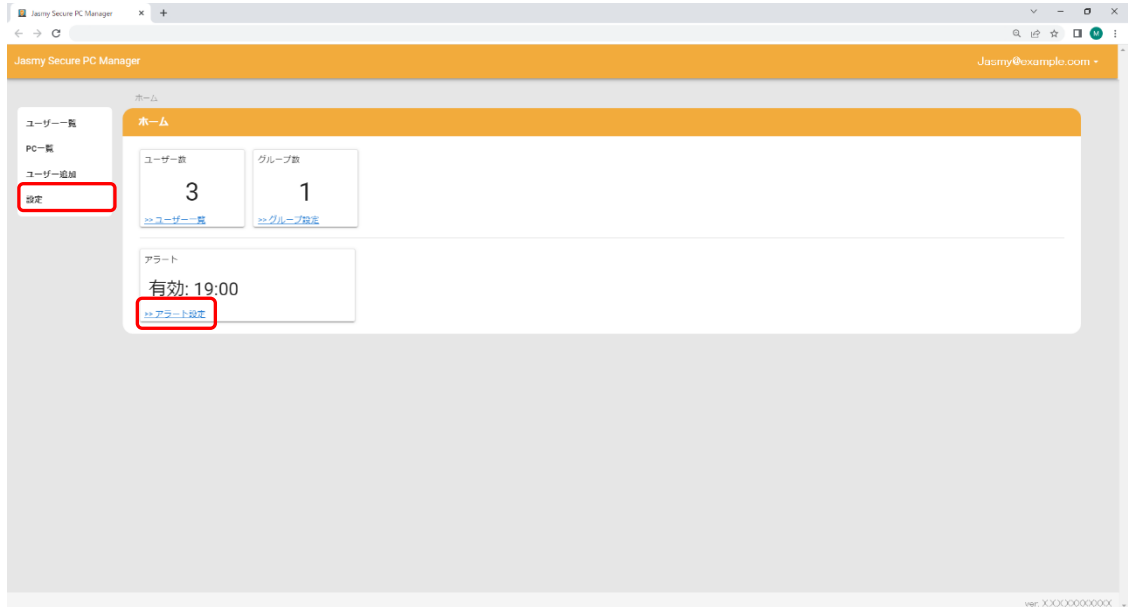 Jasmy Secure PC Manager
M
Jasmy Secure PC Manager
Jasmy@example.com
ホーム
ユーザー一覧
PC一覧
ユーザー追加
設定
ホーム
ユーザー数
グループ数
3
1
>> ユーザー一覧
>> グループ設定
アラート
有効: 19:00
>> アラート設定